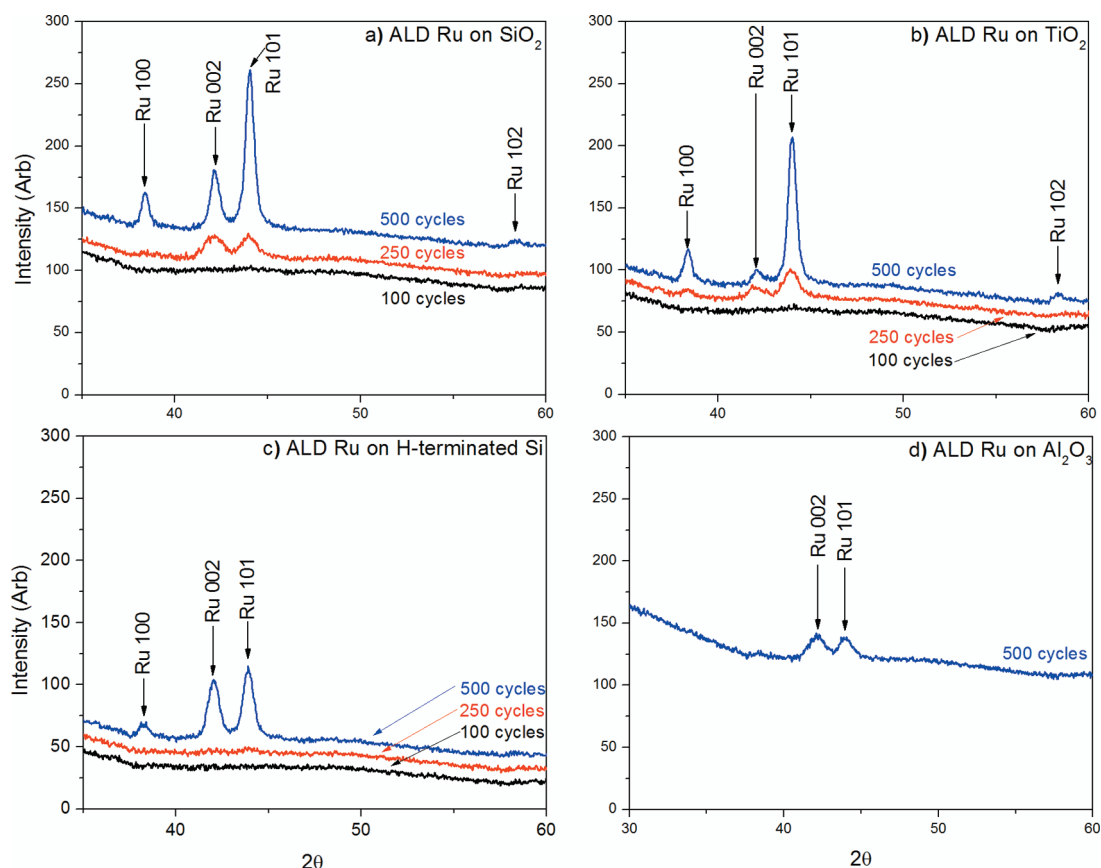 a) ALD Ru on SiO₂
Ru 100
Ru 002
Ru 101
Ru 102
500 cycles
250 cycles
100 cycles
Intensity (Arb)
300
250
200
150
100
50
0
40
50
60
b) ALD Ru on TiO₂
Ru 100
Ru 002
Ru 101
Ru 102
500 cycles
250 cycles
100 cycles
300
250
200
150
100
50
0
40
50
60
c) ALD Ru on H-terminated Si
Ru 100
Ru 002
Ru 101
500 cycles
250 cycles
100 cycles
Intensity (Arb)
300
250
200
150
100
50
0
40
50
60
2θ
d) ALD Ru on Al₂O₃
Ru 002
Ru 101
500 cycles
300
250
200
150
100
50
0
30
40
50
60
2θ